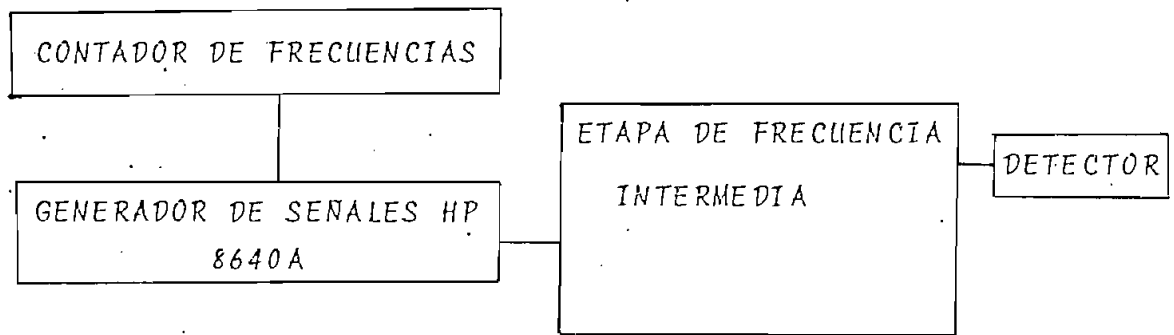 CONTADOR DE FRECUENCIAS
ETAPA DE FRECUENCIA
INTERMEDIA
DETECTOR
GENERADOR DE SEÑALES HP
8640A